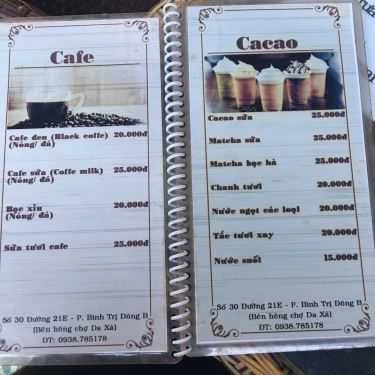 Cafe
Cafe đen (Black coffe) 20.000đ
(Nóng/ đá)
Cafe sữa (Coffe milk) 25.000đ
(Nóng/ đá)
Bạc xỉu 20.000đ
(Nóng/ đá)
Sữa tươi cafe 25.000đ
Số 30 Đường 21E - P. Bình Trị Đông B
(Bên hông chợ Da Xà)
ĐT: 0938.785178
Cacao
Cacao sữa 25.000đ
Matcha sữa 25.000đ
Matcha học hà 25.000đ
Chanh tươi 20.000đ
Nước ngọt các loại 20.000đ
Tắc tươi xay 20.000đ
Nước suối 15.000đ
Số 30 Đường 21E - P. Bình Trị Đông B
(Bên hông chợ Da Xà)
ĐT: 0938.785178